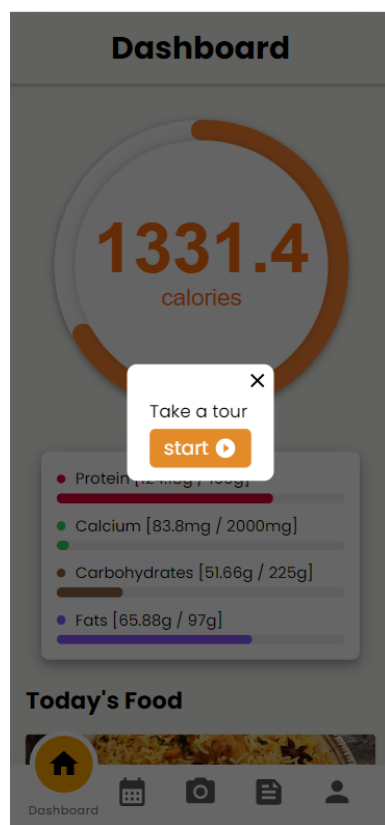 Dashboard
1331.4
calories
Take a tour
start
Protein
Calcium [83.8mg / 2000mg]
Carbohydrates [51.66g / 225g]
Fats [65.88g / 97g]
Today's Food
Dashboard